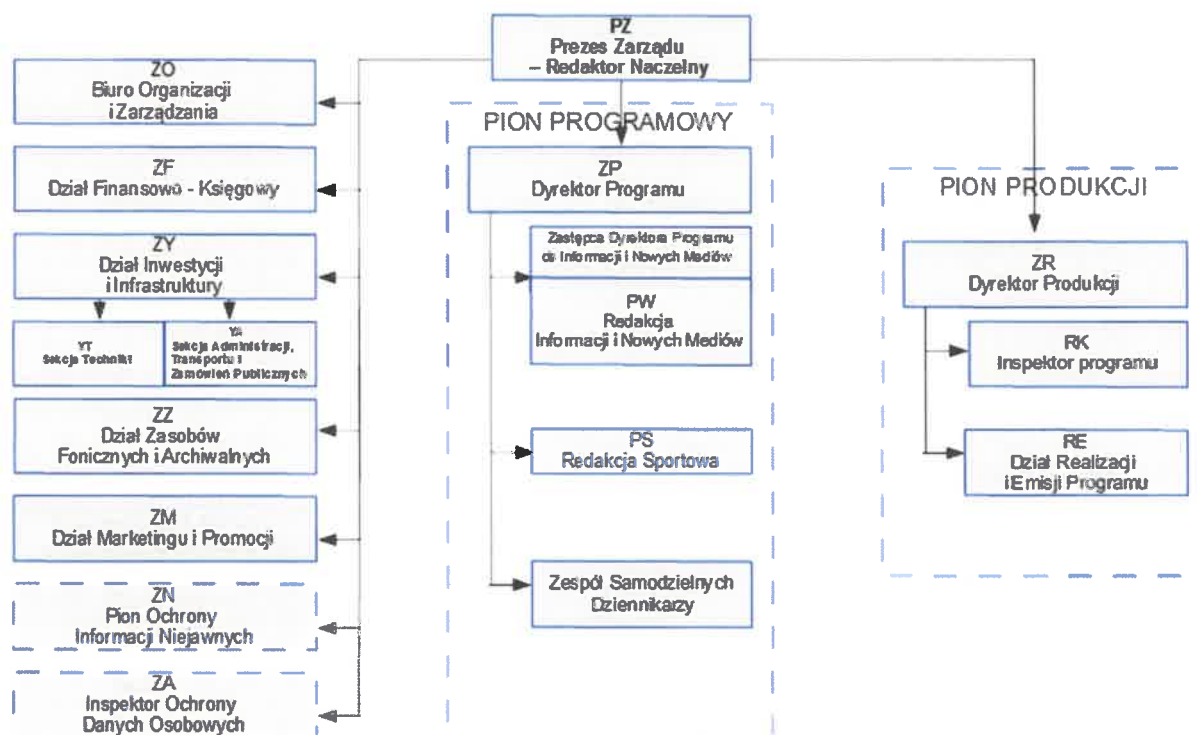 PZ
Prezes Zarządu
– Redaktor Naczelny
ZO
Biuro Organizacji
i Zarządzania
ZF
Dział Finansowo - Księgowy
ZY
Dział Inwestycji
i Infrastruktury
YT
Sekcja Techniki
YA
Sekcja Administracji,
Transportu i
Zamówień Publicznych
ZZ
Dział Zasobów
Fonicznych i Archiwalnych
ZM
Dział Marketingu i Promocji
ZN
Pion Ochrony
Informacji Niejawnych
ZA
Inspektor Ochrony
Danych Osobowych
PION PROGRAMOWY
ZP
Dyrektor Programu
Zastępca Dyrektora Programu
ds Informacji i Nowych Mediów
PW
Redakcja
Informacji i Nowych Mediów
PS
Redakcja Sportowa
Zespół Samodzielnych
Dziennikarzy
PION PRODUKCJI
ZR
Dyrektor Produkcji
RK
Inspektor programu
RE
Dział Realizacji
i Emisji Programu